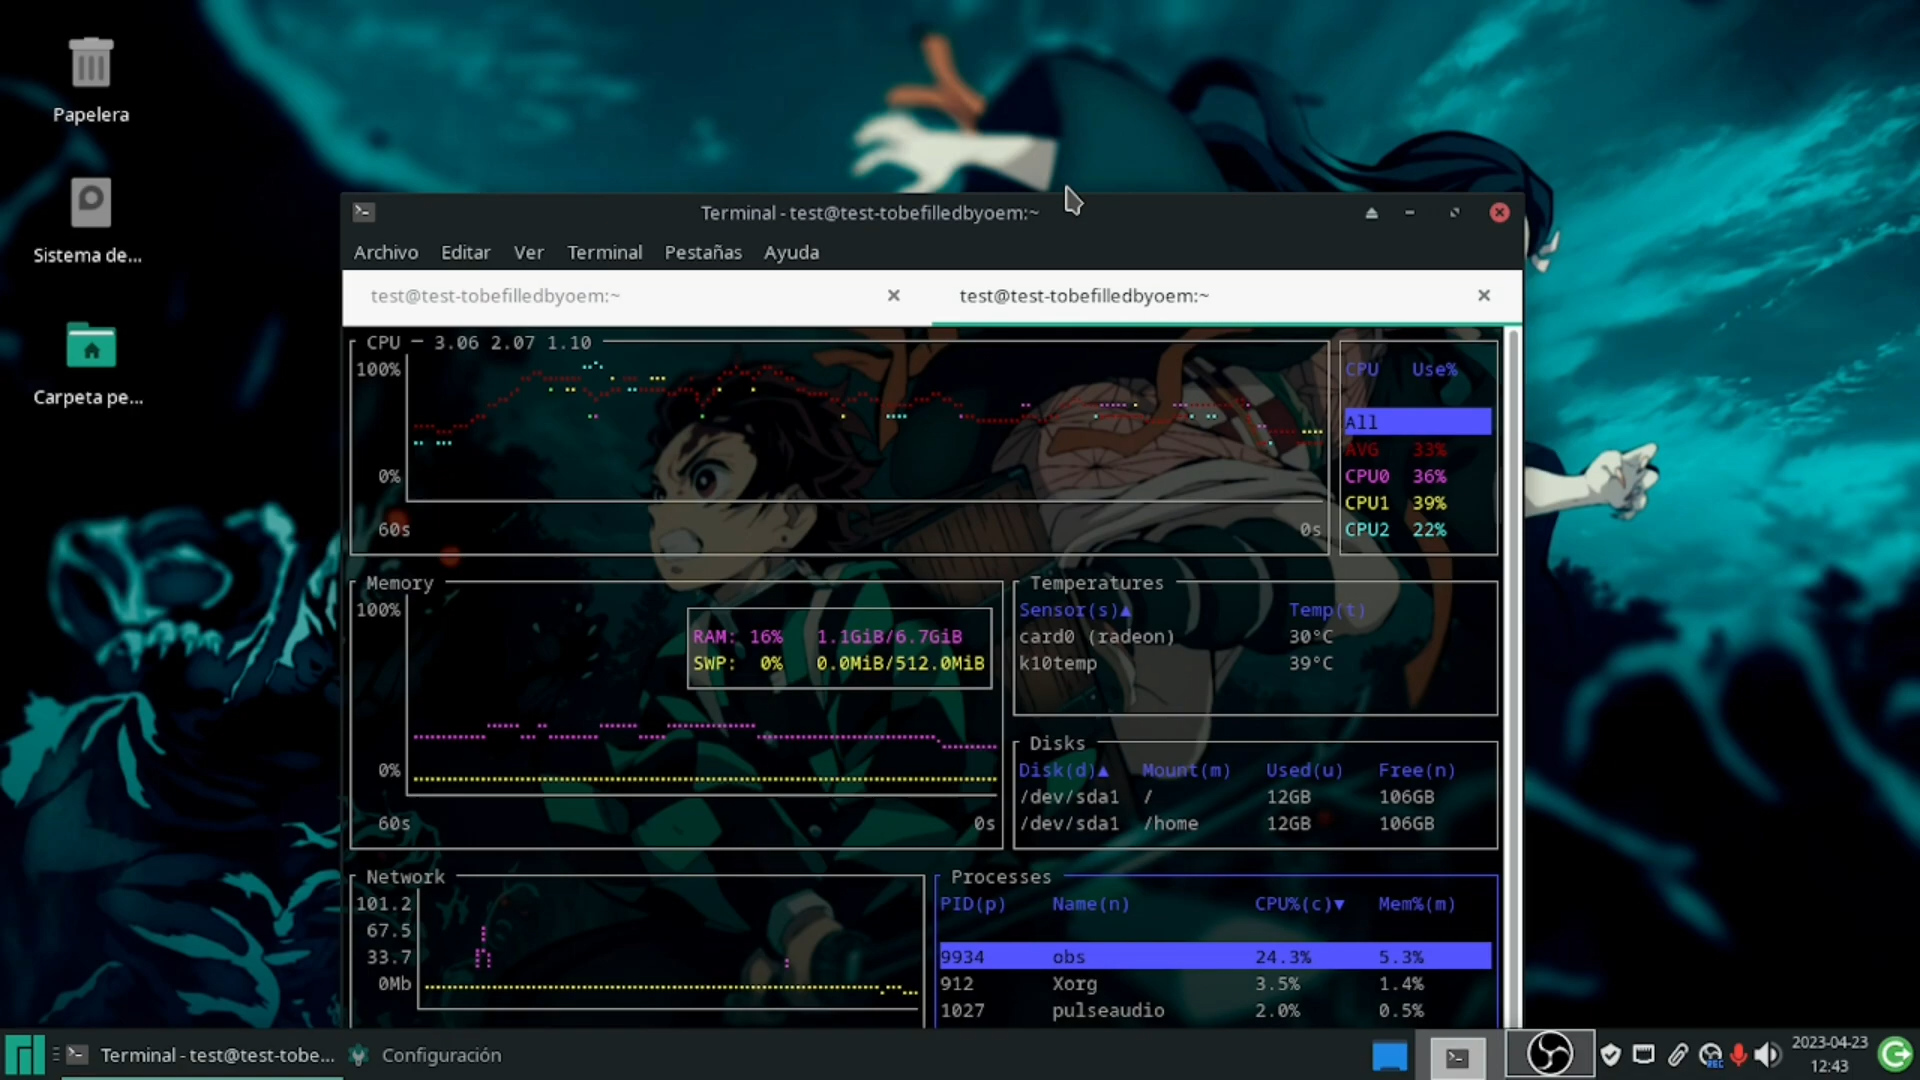 Papelera
Sistema de...
Carpeta pe...
Terminal - test@test-tobefilledbyoem:~
Archivo Editar Ver Terminal Pestañas Ayuda
test@test-tobefilledbyoem:~ test@test-tobefilledbyoem:~
CPU — 3.06 2.07 1.10
100%
0%
60s 0s
CPU Use%
All
AVG 33%
CPU0 36%
CPU1 39%
CPU2 22%
Memory
100%
RAM: 16% 1.1GiB/6.7GiB
SWP: 0% 0.0MiB/512.0MiB
0%
60s 0s
Temperatures
Sensor(s)▲ Temp(t)
card0 (radeon) 30°C
k10temp 39°C
Disks
Disk(d)▲ Mount(m) Used(u) Free(n)
/dev/sda1 / 12GB 106GB
/dev/sda1 /home 12GB 106GB
Network
101.2
67.5
33.7
0Mb
Processes
PID(p) Name(n) CPU%(c)▼ Mem%(m)
9934 obs 24.3% 5.3%
912 Xorg 3.5% 1.4%
1027 pulseaudio 2.0% 0.5%
Terminal - test@test-tobe... Configuración
REC
2023-04-23
12:43